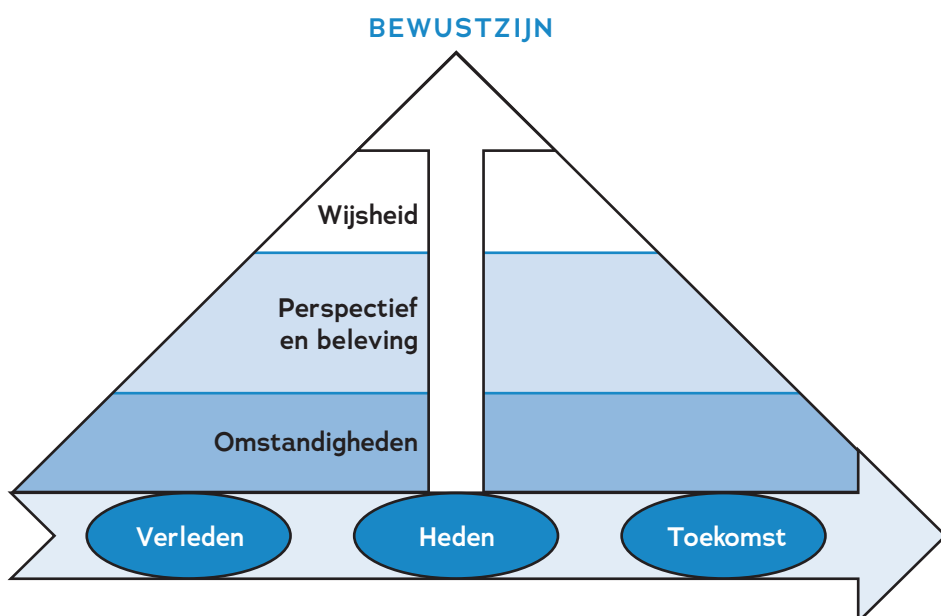 BEWUSTZIJN
Wijsheid
Perspectief
en beleving
Omstandigheden
Verleden
Heden
Toekomst